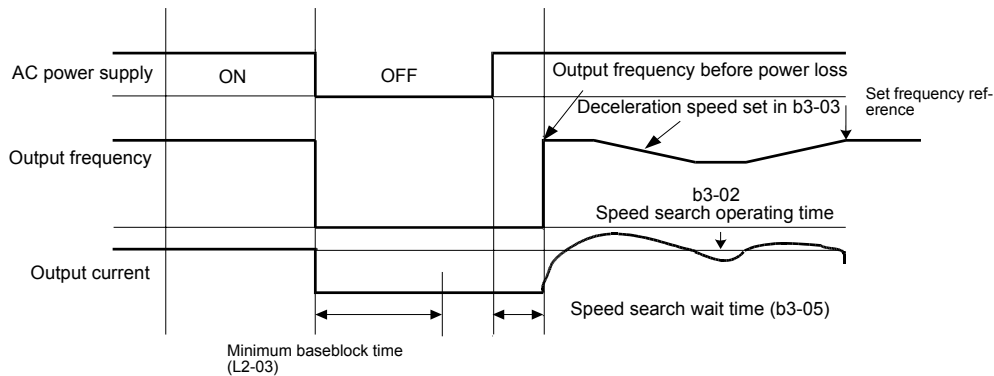 AC power supply
ON
OFF
Output frequency before power loss
Deceleration speed set in b3-03
Set frequency ref-
erence
Output frequency
b3-02
Speed search operating time
Output current
Speed search wait time (b3-05)
Minimum baseblock time
(L2-03)